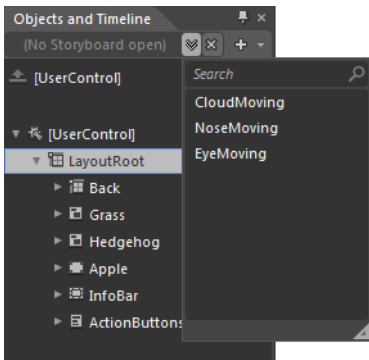 Objects and Timeline
(No Storyboard open)
[UserControl]
[UserControl]
LayoutRoot
Back
Grass
Hedgehog
Apple
InfoBar
ActionButtons
Search
CloudMoving
NoseMoving
EyeMoving